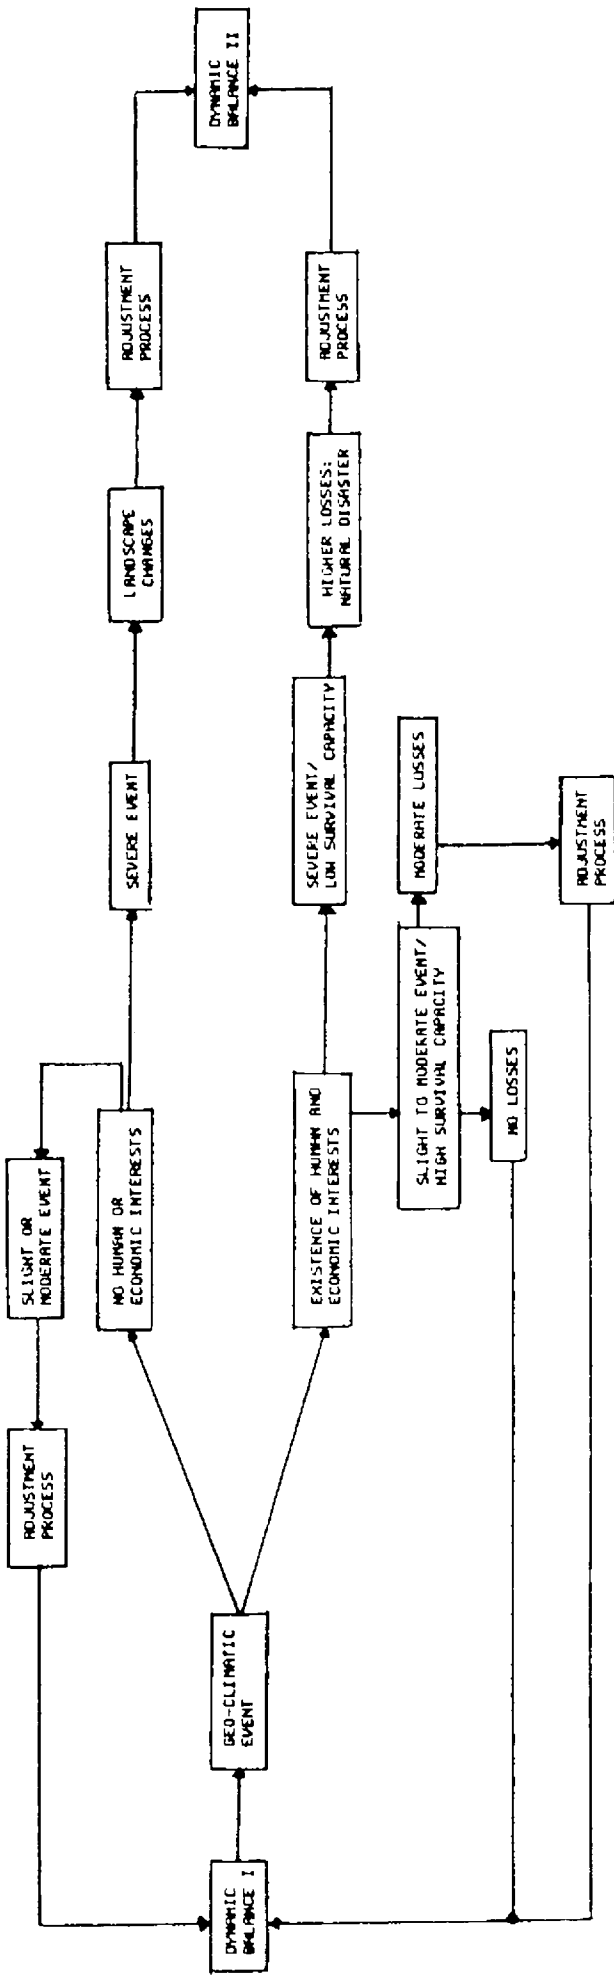 DYNAMIC
BALANCE I
GEO-CLIMATIC
EVENT
ADJUSTMENT
PROCESS
SLIGHT OR
MODERATE EVENT
NO HUMAN OR
ECONOMIC INTERESTS
SEVERE EVENT
LANDSCAPE
CHANGES
ADJUSTMENT
PROCESS
DYNAMIC
BALANCE II
EXISTENCE OF HUMAN AND
ECONOMIC INTERESTS
SEVERE EVENT/
LOW SURVIVAL CAPACITY
HIGHER LOSSES:
NATURAL DISASTER
ADJUSTMENT
PROCESS
SLIGHT TO MODERATE EVENT/
HIGH SURVIVAL CAPACITY
MODERATE LOSSES
NO LOSSES
ADJUSTMENT
PROCESS